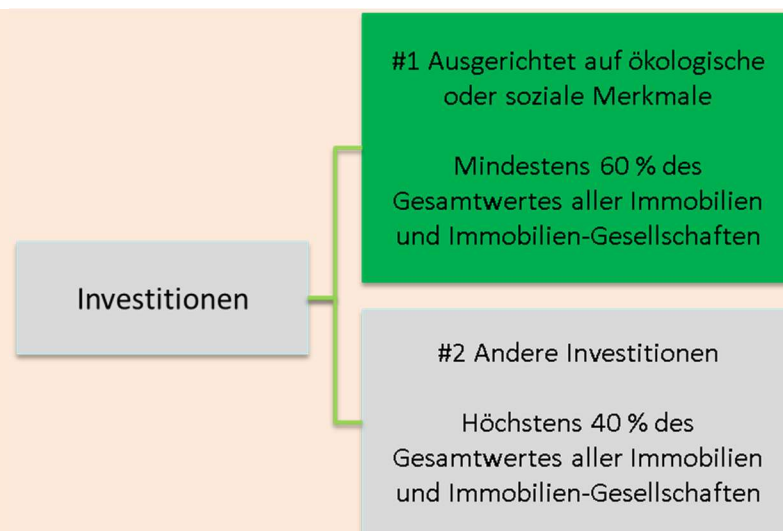 #1 Ausgerichtet auf ökologische
oder soziale Merkmale
Mindestens 60 % des
Gesamtwertes aller Immobilien
und Immobilien-Gesellschaften
Investitionen
#2 Andere Investitionen
Höchstens 40 % des
Gesamtwertes aller Immobilien
und Immobilien-Gesellschaften